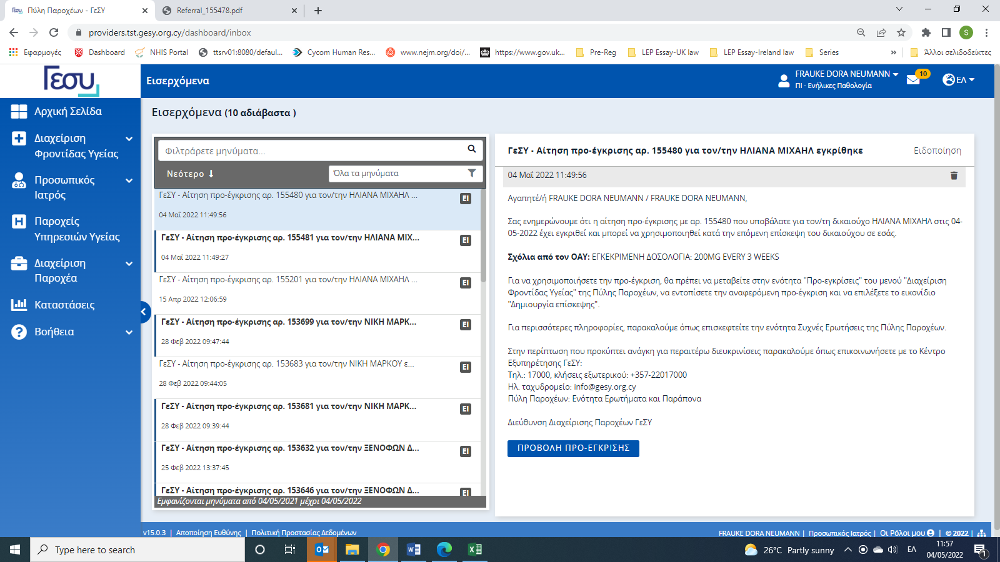 Πύλη Παροχέων - ΓεΣΥ
Referral_155478.pdf
providers.tst.gesy.org.cy/dashboard/inbox
S
Εφαρμογές
Dashboard
NHIS Portal
ttsrv01:8080/defaul...
Cycom Human Res...
www.nejm.org/doi/...
https://www.gov.uk...
Pre-Reg
LEP Essay-UK law
LEP Essay-Ireland law
Series
»
Άλλοι σελιδοδείκτες
Γεσυ
Εισερχόμενα
FRAUKE DORA NEUMANN
ΠΙ - Ενήλικες Παθολογία
10
ΕΛ
Αρχική Σελίδα
Διαχείριση
Φροντίδας Υγείας
Προσωπικός
Ιατρός
Παροχείς
Υπηρεσιών Υγείας
Διαχείριση
Παροχέα
Καταστάσεις
Βοήθεια
Εισερχόμενα (10 αδιάβαστα )
Φιλτράρετε μηνύματα...
Νεότερο
Όλα τα μηνύματα
ΓεΣΥ - Αίτηση προ-έγκρισης αρ. 155480 για τον/την ΗΛΙΑΝΑ ΜΙΧΑΗΛ ...
ΕΙ
04 Μαΐ 2022 11:49:56
ΓεΣΥ - Αίτηση προ-έγκρισης αρ. 155481 για τον/την ΗΛΙΑΝΑ ΜΙΧ...
ΕΙ
04 Μαΐ 2022 11:49:27
ΓεΣΥ - Αίτηση προ-έγκρισης αρ. 155201 για τον/την ΗΛΙΑΝΑ ΜΙΧΑΗΛ ...
ΕΙ
15 Απρ 2022 12:06:59
ΓεΣΥ - Αίτηση προ-έγκρισης αρ. 153699 για τον/την ΝΙΚΗ ΜΑΡΚ...
ΕΙ
28 Φεβ 2022 09:47:44
ΓεΣΥ - Αίτηση προ-έγκρισης αρ. 153683 για τον/την ΝΙΚΗ ΜΑΡΚΟΥ ε...
ΕΙ
28 Φεβ 2022 09:44:05
ΓεΣΥ - Αίτηση προ-έγκρισης αρ. 153681 για τον/την ΝΙΚΗ ΜΑΡΚ...
ΕΙ
28 Φεβ 2022 09:39:44
ΓεΣΥ - Αίτηση προ-έγκρισης αρ. 153632 για τον/την ΞΕΝΟΦΩΝ Δ...
ΕΙ
25 Φεβ 2022 13:37:45
ΓεΣΥ - Αίτηση προ-έγκρισης αρ. 153646 για τον/την ΞΕΝΟΦΩΝ Δ...
ΕΙ
Εμφανίζονται μηνύματα από 04/05/2021 μέχρι 04/05/2022
ΓεΣΥ - Αίτηση προ-έγκρισης αρ. 155480 για τον/την ΗΛΙΑΝΑ ΜΙΧΑΗΛ εγκρίθηκε
Ειδοποίηση
04 Μαΐ 2022 11:49:56
Αγαπητέ/ή FRAUKE DORA NEUMANN / FRAUKE DORA NEUMANN,
Σας ενημερώνουμε ότι η αίτηση προ-έγκρισης με αρ. 155480 που υποβάλατε για τον/τη δικαιούχο ΗΛΙΑΝΑ ΜΙΧΑΗΛ στις 04-
05-2022 έχει εγκριθεί και μπορεί να χρησιμοποιηθεί κατά την επόμενη επίσκεψη του δικαιούχου σε εσάς.
Σχόλια από τον ΟΑΥ: ΕΓΚΕΚΡΙΜΕΝΗ ΔΟΣΟΛΟΓΙΑ: 200MG EVERY 3 WEEKS
Για να χρησιμοποιήσετε την προ-έγκριση, θα πρέπει να μεταβείτε στην ενότητα "Προ-εγκρίσεις" του μενού "Διαχείριση
Φροντίδας Υγείας" της Πύλης Παροχέων, να εντοπίσετε την αναφερόμενη προ-έγκριση και να επιλέξετε το εικονίδιο
"Δημιουργία επίσκεψης".
Για περισσότερες πληροφορίες, παρακαλούμε όπως επισκεφτείτε την ενότητα Συχνές Ερωτήσεις της Πύλης Παροχέων.
Στην περίπτωση που προκύπτει ανάγκη για περαιτέρω διευκρινίσεις παρακαλούμε όπως επικοινωνήσετε με το Κέντρο
Εξυπηρέτησης ΓεΣΥ:
Τηλ.: 17000, κλήσεις εξωτερικού: +357-22017000
Ηλ. ταχυδρομείο: info@gesy.org.cy
Πύλη Παροχέων: Ενότητα Ερωτήματα και Παράπονα
Διεύθυνση Διαχείρισης Παροχέων ΓεΣΥ
ΠΡΟΒΟΛΗ ΠΡΟ-ΕΓΚΡΙΣΗΣ
v15.0.3 | Αποποίηση Ευθύνης | Πολιτική Προστασίας Δεδομένων
FRAUKE DORA NEUMANN | Προσωπικός Ιατρός | Οι Ρόλοι μου | © 2022 |
Type here to search
26°C Partly sunny
ΕΛ
11:57
04/05/2022
1